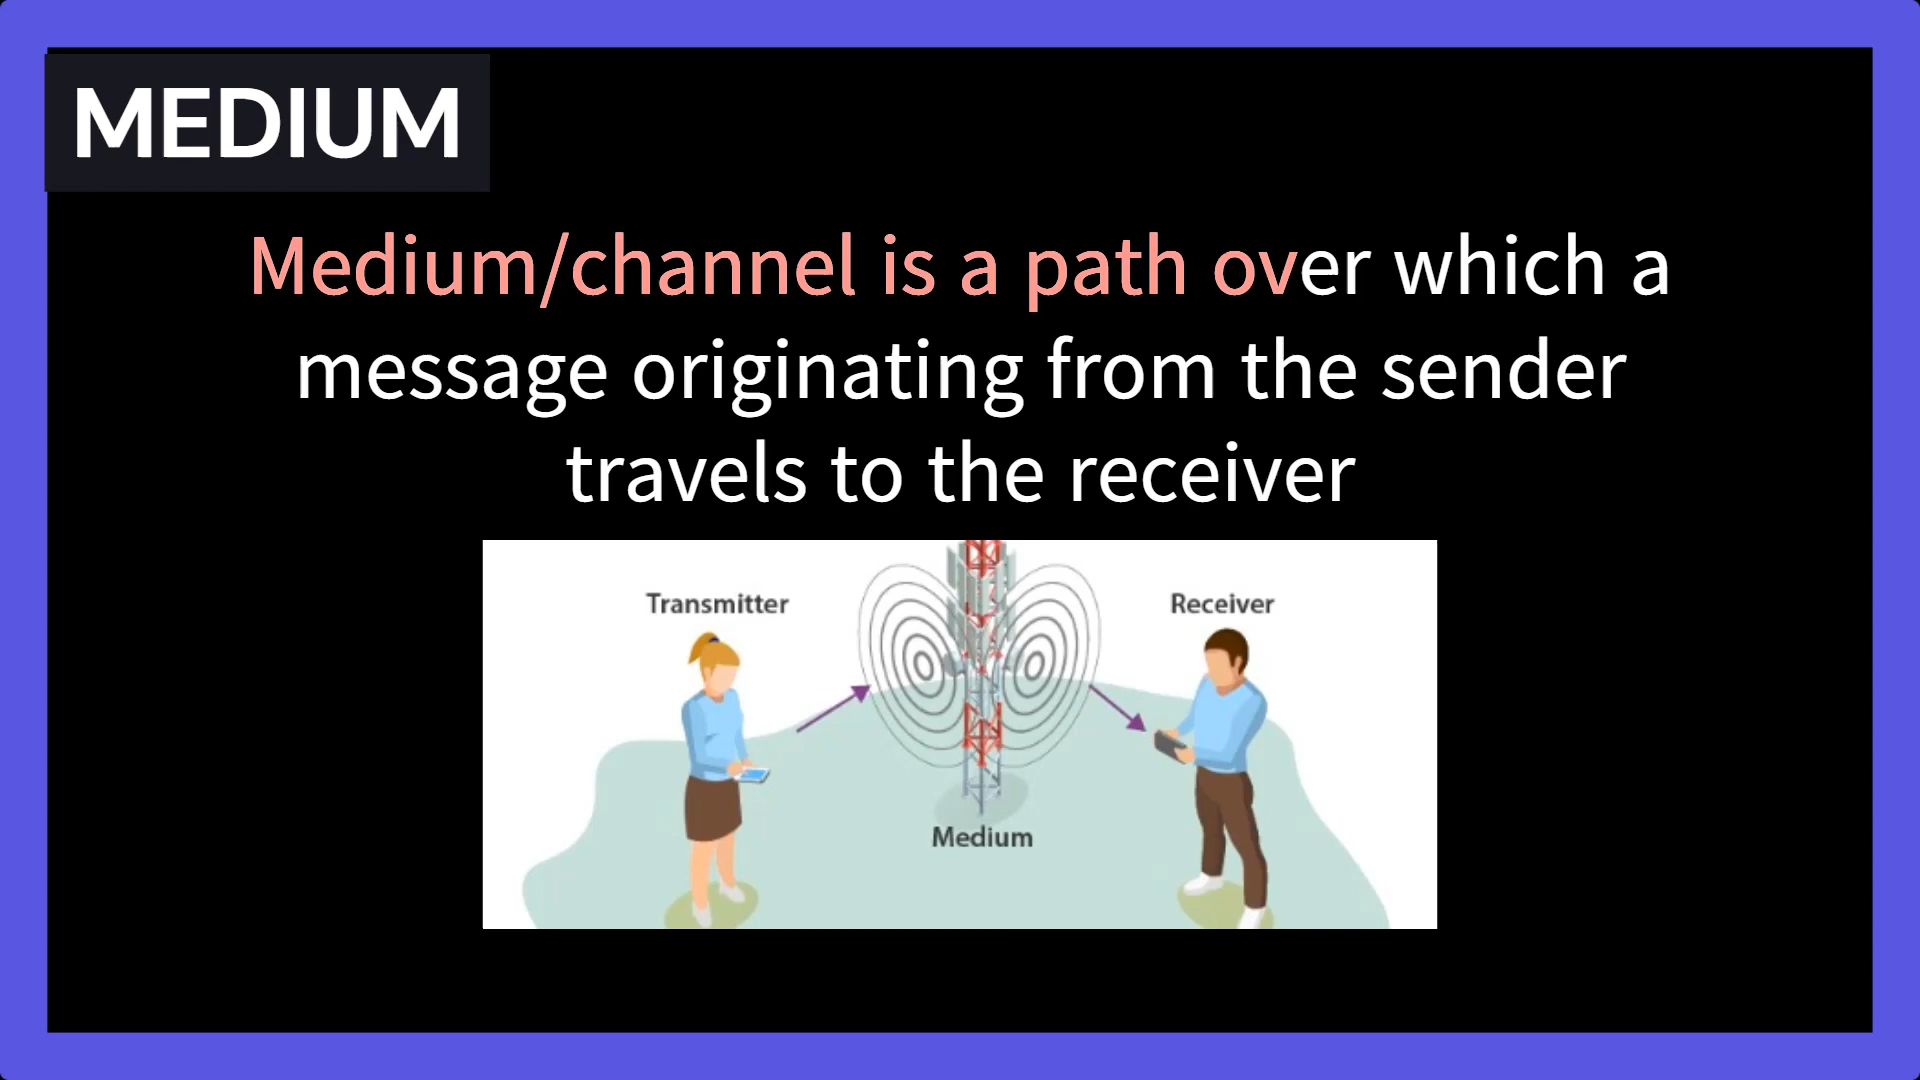 MEDIUM
Medium/channel is a path over which a
message originating from the sender
travels to the receiver
Transmitter
Receiver
Medium